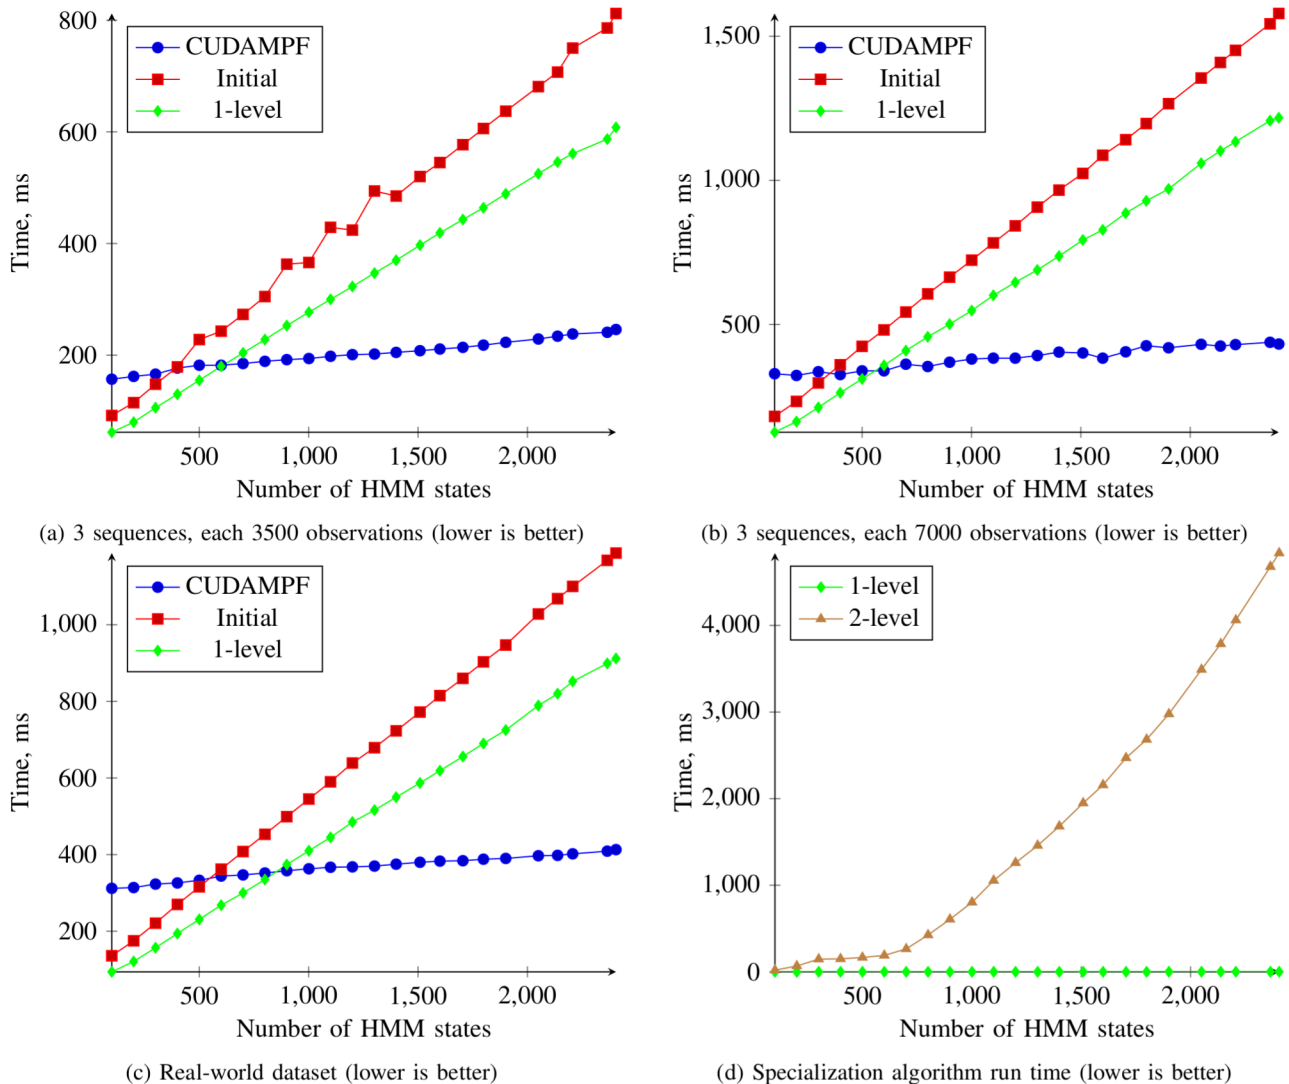 800
600
400
200
Time, ms
CUDAMPF
Initial
1-level
500 1,000 1,500 2,000
Number of HMM states
(a) 3 sequences, each 3500 observations (lower is better)
1,500
1,000
500
Time, ms
CUDAMPF
Initial
1-level
500 1,000 1,500 2,000
Number of HMM states
(b) 3 sequences, each 7000 observations (lower is better)
1,000
800
600
400
200
Time, ms
CUDAMPF
Initial
1-level
500 1,000 1,500 2,000
Number of HMM states
(c) Real-world dataset (lower is better)
4,000
3,000
2,000
1,000
0
Time, ms
1-level
2-level
500 1,000 1,500 2,000
Number of HMM states
(d) Specialization algorithm run time (lower is better)